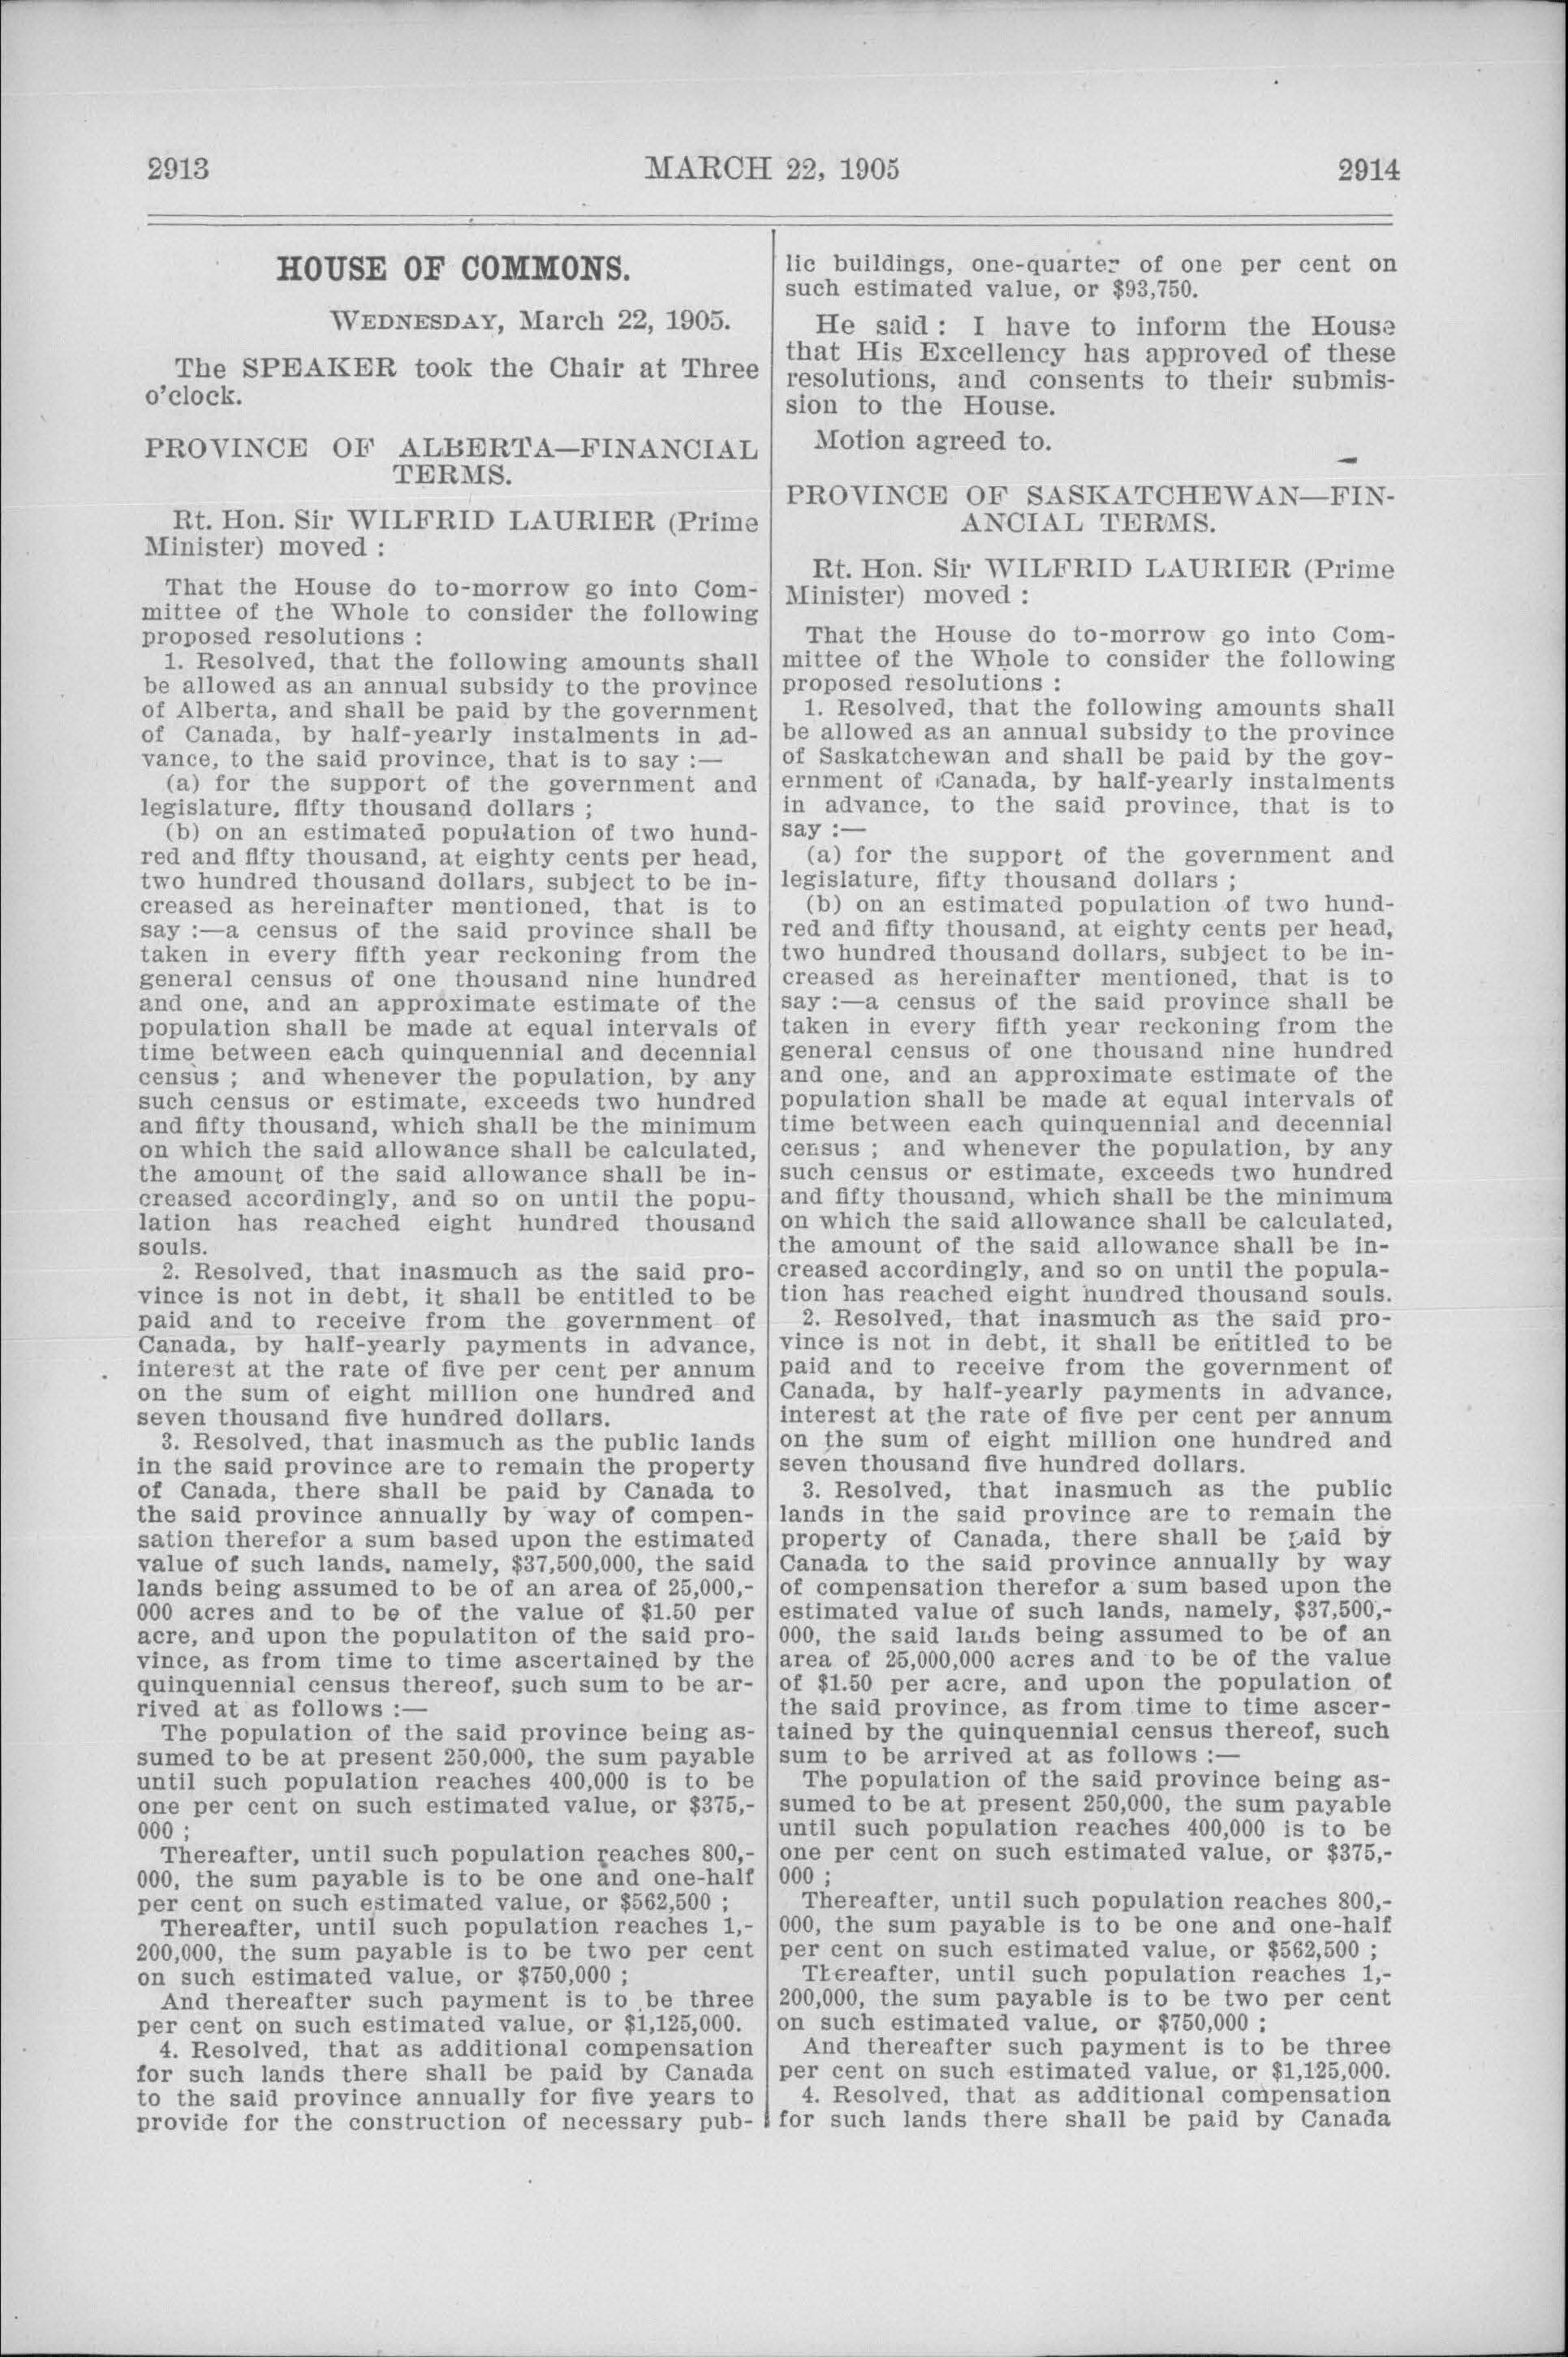 2913
MARCH 22, 1905
2914
HOUSE OF COMMONS.
WEDNESDAY, March 22, 1905.
The SPEAKER took the Chair at Three
o'clock.
PROVINCE OF ALBERTA—FINANCIAL
TERMS.
Rt. Hon. Sir WILFRID LAURIER (Prime
Minister) moved :
That the House do to-morrow go into Com-
mittee of the Whole to consider the following
proposed resolutions :
1. Resolved, that the following amounts shall
be allowed as an annual subsidy to the province
of Alberta, and shall be paid by the government
of Canada, by half-yearly instalments in ad-
vance, to the said province, that is to say :—
(a) for the support of the government and
legislature, fifty thousand dollars ;
(b) on an estimated population of two hund-
red and fifty thousand, at eighty cents per head,
two hundred thousand dollars, subject to be in-
creased as hereinafter mentioned, that is to
say :—a census of the said province shall be
taken in every fifth year reckoning from the
general census of one thousand nine hundred
and one, and an approximate estimate of the
population shall be made at equal intervals of
time between each quinquennial and decennial
census ; and whenever the population, by any
such census or estimate, exceeds two hundred
and fifty thousand, which shall be the minimum
on which the said allowance shall be calculated,
the amount of the said allowance shall be in-
creased accordingly, and so on until the popu-
lation has reached eight hundred thousand
souls.
2. Resolved, that inasmuch as the said pro-
vince is not in debt, it shall be entitled to be
paid and to receive from the government of
Canada, by half-yearly payments in advance,
interest at the rate of five per cent per annum
on the sum of eight million one hundred and
seven thousand five hundred dollars.
3. Resolved, that inasmuch as the public lands
in the said province are to remain the property
of Canada, there shall be paid by Canada to
the said province annually by way of compen-
sation therefor a sum based upon the estimated
value of such lands, namely, $37,500,000, the said
lands being assumed to be of an area of 25,000,-
000 acres and to be of the value of $1.50 per
acre, and upon the populatiton of the said pro-
vince, as from time to time ascertained by the
quinquennial census thereof, such sum to be ar-
rived at as follows :—
The population of the said province being as-
sumed to be at present 250,000, the sum payable
until such population reaches 400,000 is to be
one per cent on such estimated value, or $375,-
000 ;
Thereafter, until such population reaches 800,-
000, the sum payable is to be one and one-half
per cent on such estimated value, or $562,500 ;
Thereafter, until such population reaches 1,-
200,000, the sum payable is to be two per cent
on such estimated value, or $750,000 ;
And thereafter such payment is to be three
per cent on such estimated value, or $1,125,000.
4. Resolved, that as additional compensation
for such lands there shall be paid by Canada
to the said province annually for five years to
provide for the construction of necessary pub-
lic buildings, one-quarter of one per cent on
such estimated value, or $93,750.
He said : I have to inform the House
that His Excellency has approved of these
resolutions, and consents to their submis-
sion to the House.
Motion agreed to.
PROVINCE OF SASKATCHEWAN—FIN-
ANCIAL TERMS.
Rt. Hon. Sir WILFRID LAURIER (Prime
Minister) moved :
That the House do to-morrow go into Com-
mittee of the Whole to consider the following
proposed resolutions :
1. Resolved, that the following amounts shall
be allowed as an annual subsidy to the province
of Saskatchewan and shall be paid by the gov-
ernment of Canada, by half-yearly instalments
in advance, to the said province, that is to
say :—
(a) for the support of the government and
legislature, fifty thousand dollars ;
(b) on an estimated population of two hund-
red and fifty thousand, at eighty cents per head,
two hundred thousand dollars, subject to be in-
creased as hereinafter mentioned, that is to
say :—a census of the said province shall be
taken in every fifth year reckoning from the
general census of one thousand nine hundred
and one, and an approximate estimate of the
population shall be made at equal intervals of
time between each quinquennial and decennial
census ; and whenever the population, by any
such census or estimate, exceeds two hundred
and fifty thousand, which shall be the minimum
on which the said allowance shall be calculated,
the amount of the said allowance shall be in-
creased accordingly, and so on until the popula-
tion has reached eight hundred thousand souls.
2. Resolved, that inasmuch as the said pro-
vince is not in debt, it shall be entitled to be
paid and to receive from the government of
Canada, by half-yearly payments in advance,
interest at the rate of five per cent per annum
on the sum of eight million one hundred and
seven thousand five hundred dollars.
3. Resolved, that inasmuch as the public
lands in the said province are to remain the
property of Canada, there shall be paid by
Canada to the said province annually by way
of compensation therefor a sum based upon the
estimated value of such lands, namely, $37,500,-
000, the said lands being assumed to be of an
area of 25,000,000 acres and to be of the value
of $1.50 per acre, and upon the population of
the said province, as from time to time ascer-
tained by the quinquennial census thereof, such
sum to be arrived at as follows :—
The population of the said province being as-
sumed to be at present 250,000, the sum payable
until such population reaches 400,000 is to be
one per cent on such estimated value, or $375,-
000 ;
Thereafter, until such population reaches 800,-
000, the sum payable is to be one and one-half
per cent on such estimated value, or $562,500 ;
Thereafter, until such population reaches 1,-
200,000, the sum payable is to be two per cent
on such estimated value, or $750,000 ;
And thereafter such payment is to be three
per cent on such estimated value, or $1,125,000.
4. Resolved, that as additional compensation
for such lands there shall be paid by Canada